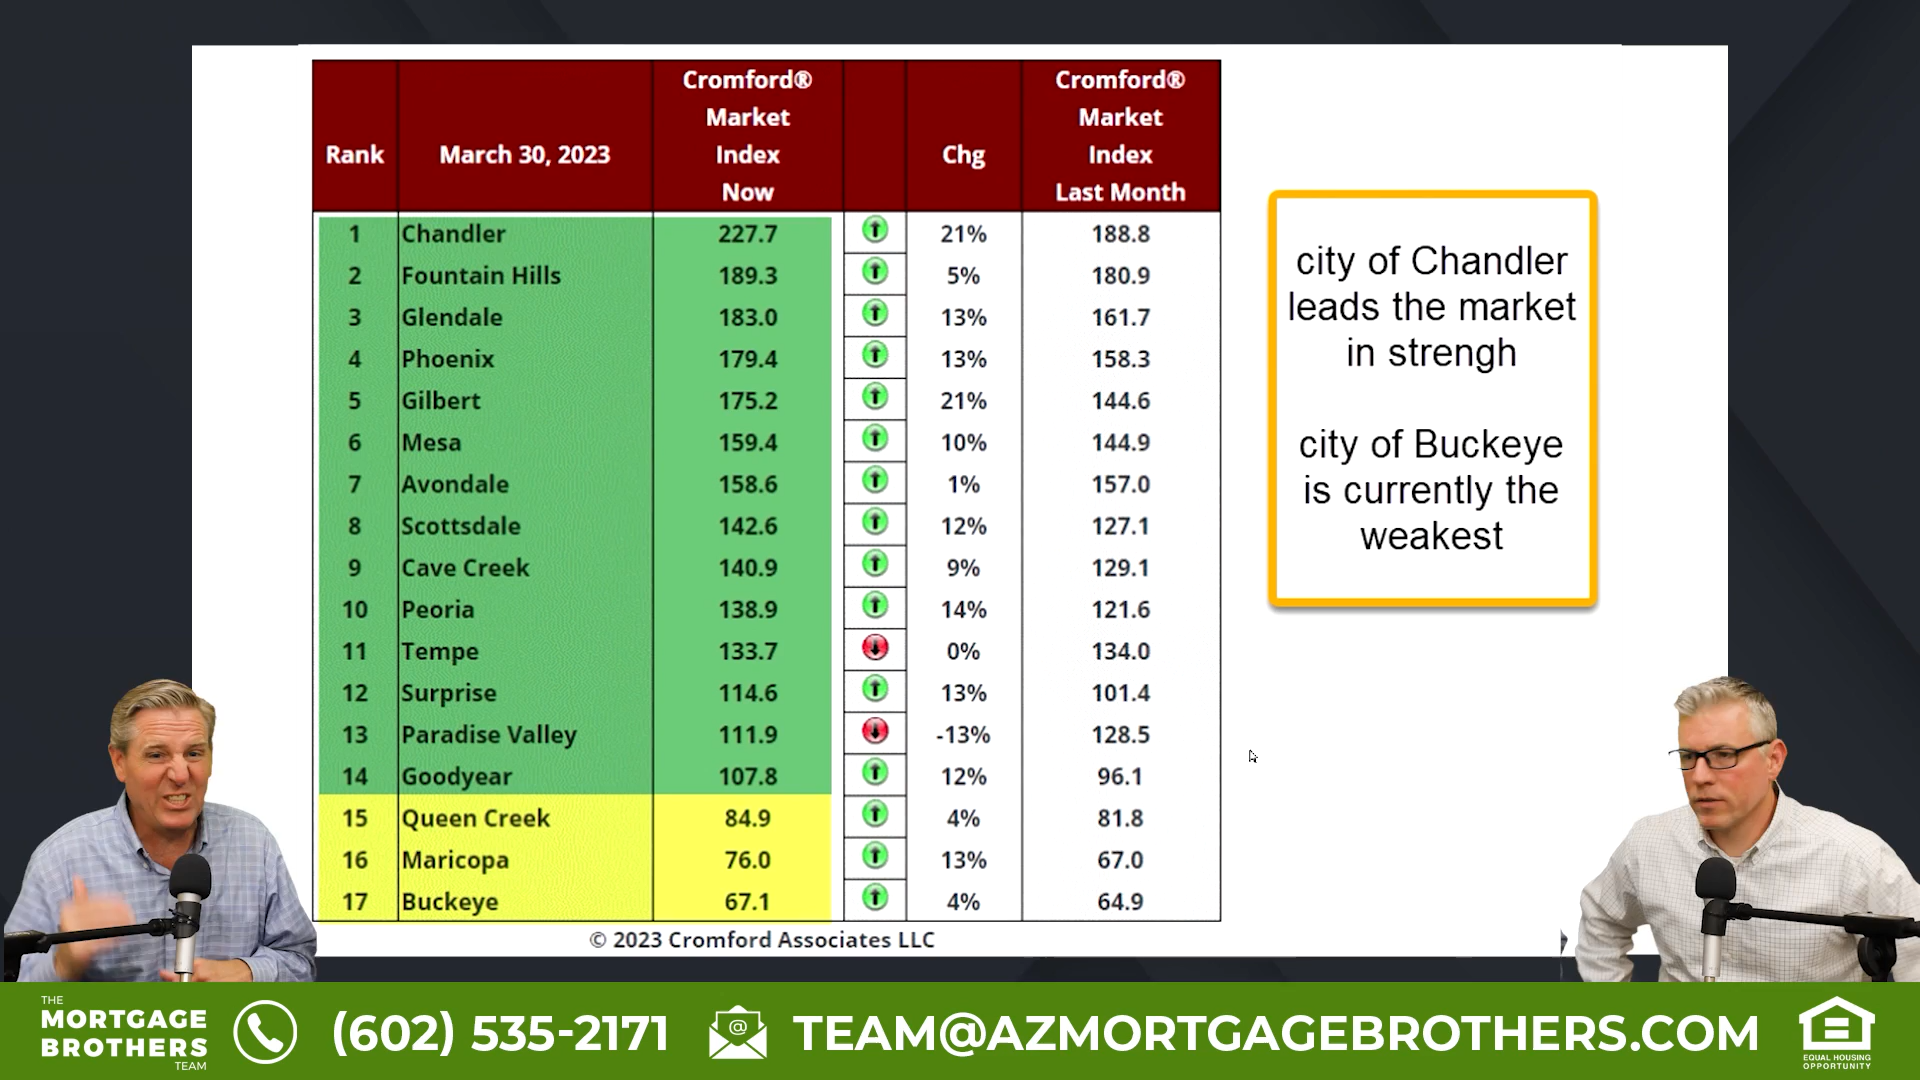 Rank March 30, 2023 Cromford® Market Index Now Chg Cromford® Market Index Last Month
1 Chandler 227.7 21% 188.8
2 Fountain Hills 189.3 5% 180.9
3 Glendale 183.0 13% 161.7
4 Phoenix 179.4 13% 158.3
5 Gilbert 175.2 21% 144.6
6 Mesa 159.4 10% 144.9
7 Avondale 158.6 1% 157.0
8 Scottsdale 142.6 12% 127.1
9 Cave Creek 140.9 9% 129.1
10 Peoria 138.9 14% 121.6
11 Tempe 133.7 0% 134.0
12 Surprise 114.6 13% 101.4
13 Paradise Valley 111.9 -13% 128.5
14 Goodyear 107.8 12% 96.1
15 Queen Creek 84.9 4% 81.8
16 Maricopa 76.0 13% 67.0
17 Buckeye 67.1 4% 64.9
© 2023 Cromford Associates LLC
city of Chandler
leads the market
in strengh
city of Buckeye
is currently the
weakest
THE
MORTGAGE
BROTHERS
TEAM
(602) 535-2171
@
TEAM@AZMORTGAGEBROTHERS.COM
EQUAL HOUSING
OPPORTUNITY